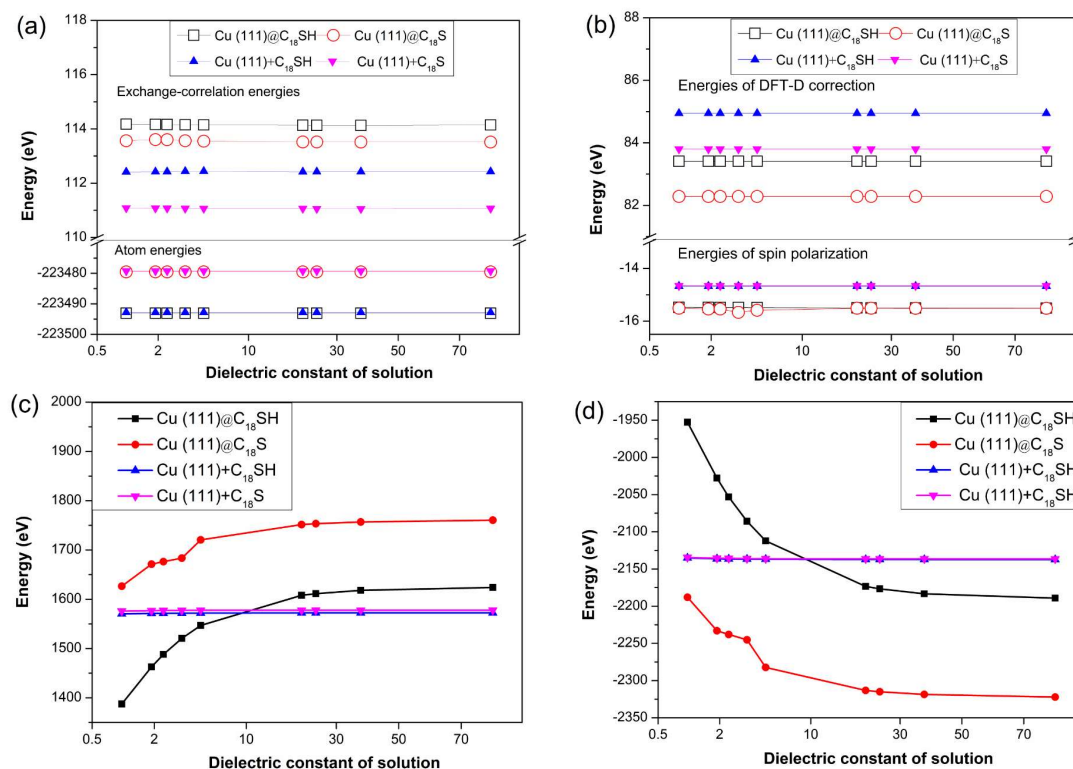 (a)
118
116
114
112
110
-223480
-223490
-223500
Energy (eV)
Cu (111)@C₁₈SH
Cu (111)@C₁₈S
Cu (111)+C₁₈SH
Cu (111)+C₁₈S
Exchange-correlation energies
Atom energies
0.5
2
10
30
70
Dielectric constant of solution
(b)
88
86
84
82
-14
-16
Energy (eV)
Cu (111)@C₁₈SH
Cu (111)@C₁₈S
Cu (111)+C₁₈SH
Cu (111)+C₁₈S
Energies of DFT-D correction
Energies of spin polarization
0.5
2
10
30
70
Dielectric constant of solution
(c)
2000
1900
1800
1700
1600
1500
1400
Energy (eV)
Cu (111)@C₁₈SH
Cu (111)@C₁₈S
Cu (111)+C₁₈SH
Cu (111)+C₁₈S
0.5
2
10
30
70
Dielectric constant of solution
(d)
-1950
-2000
-2050
-2100
-2150
-2200
-2250
-2300
-2350
Energy (eV)
Cu (111)@C₁₈SH
Cu (111)@C₁₈S
Cu (111)+C₁₈SH
Cu (111)+C₁₈SH
0.5
2
10
30
70
Dielectric constant of solution